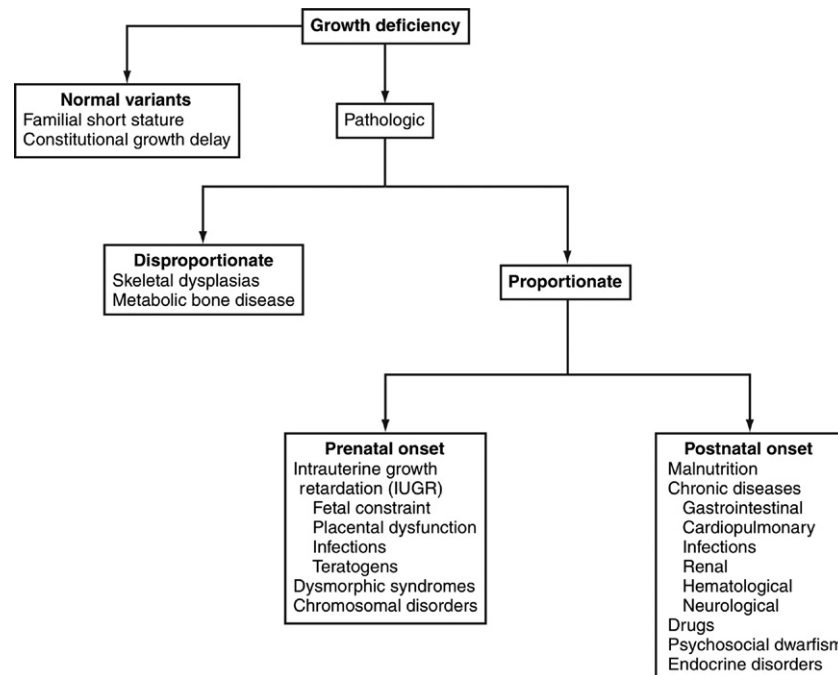 Growth deficiency
Normal variants
Familial short stature
Constitutional growth delay
Pathologic
Disproportionate
Skeletal dysplasias
Metabolic bone disease
Proportionate
Prenatal onset
Intrauterine growth
retardation (IUGR)
Fetal constraint
Placental dysfunction
Infections
Teratogens
Dysmorphic syndromes
Chromosomal disorders
Postnatal onset
Malnutrition
Chronic diseases
Gastrointestinal
Cardiopulmonary
Infections
Renal
Hematological
Neurological
Drugs
Psychosocial dwarfism
Endocrine disorders